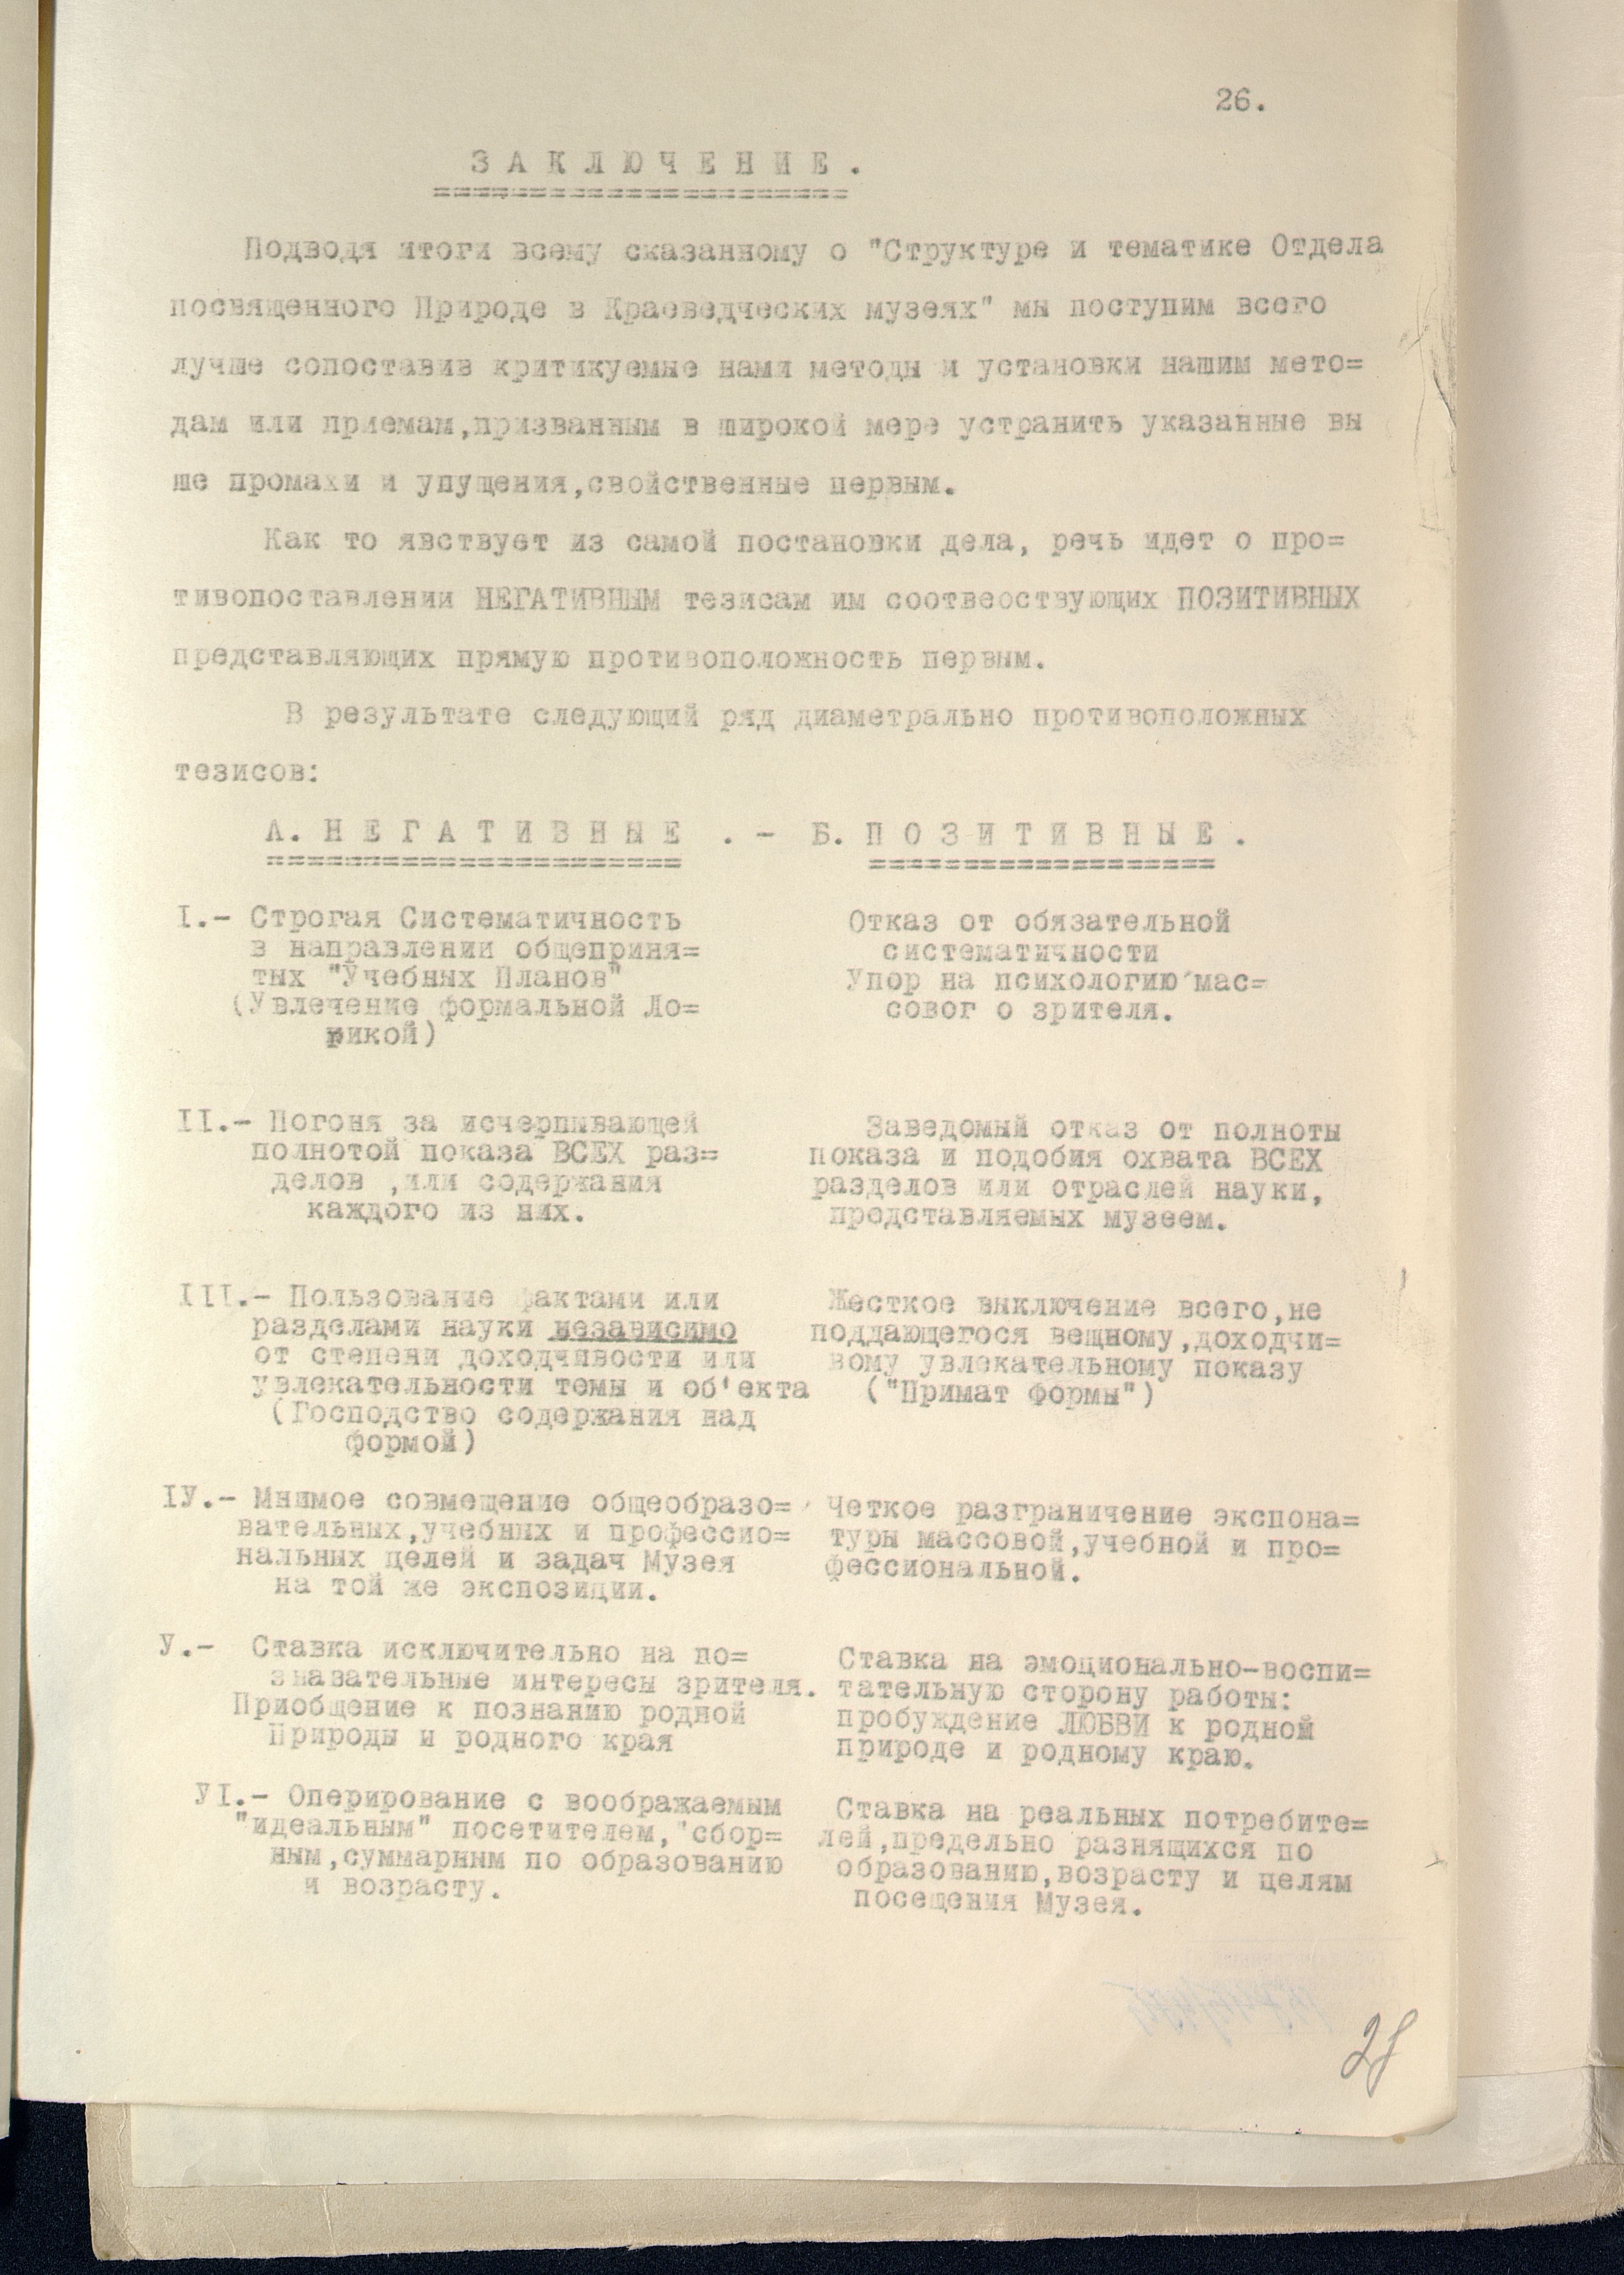 26.
ЗАКЛЮЧЕНИЕ.
Подводя итоги всему сказанному о "Структуре и тематике Отдела
посвященного Природе в Краеведческих музеях" мы поступим всего
лучше сопоставив критикуемые нами методы и установки нашим мето=
дам или приемам,призванным в широкой мере устранить указанные вы
ше промахи и упущения,свойственные первым.
Как то явствует из самой постановки дела, речь идет о про=
тивопоставлении НЕГАТИВНЫМ тезисам им соотвеоствующих ПОЗИТИВНЫХ
представляющих прямую противоположность первым.
В результате следующий ряд диаметрально противоположных
тезисов:
А. НЕГАТИВНЫЕ . - Б. ПОЗИТИВНЫЕ.
I.- Строгая Систематичность
в направлении общеприня=
тых "Учебных Планов"
(Увлечение формальной Ло=
гикой)
Отказ от обязательной
систематичности
Упор на психологию мас=
совог о зрителя.
II.- Погоня за исчерпывающей
полнотой показа ВСЕХ раз=
делов ,или содержания
каждого из них.
Заведомый отказ от полноты
показа и подобия охвата ВСЕХ
разделов или отраслей науки,
представляемых музеем.
III.- Пользование фактами или
разделами науки независимо
от степени доходчивости или
увлекательности темы и об'екта
(Господство содержания над
формой)
Жесткое выключение всего,не
поддающегося вещному,доходчи=
вому увлекательному показу
("Примат формы")
IУ.- Мнимое совмещение общеобразо=
вательных,учебных и профессио=
нальных целей и задач Музея
на той же экспозиции.
Четкое разграничение экспона=
туры массовой,учебной и про=
фессиональной.
У.- Ставка исключительно на по=
знавательные интересы зрителя.
Приобщение к познанию родной
Природы и родного края
Ставка на эмоционально-воспи=
тательную сторону работы:
пробуждение ЛЮБВИ к родной
природе и родному краю.
УI.- Оперирование с воображаемым
"идеальным" посетителем, "сбор=
ным,суммарным по образованию
и возрасту.
Ставка на реальных потребите=
лей,предельно разнящихся по
образованию,возрасту и целям
посещения Музея.
28